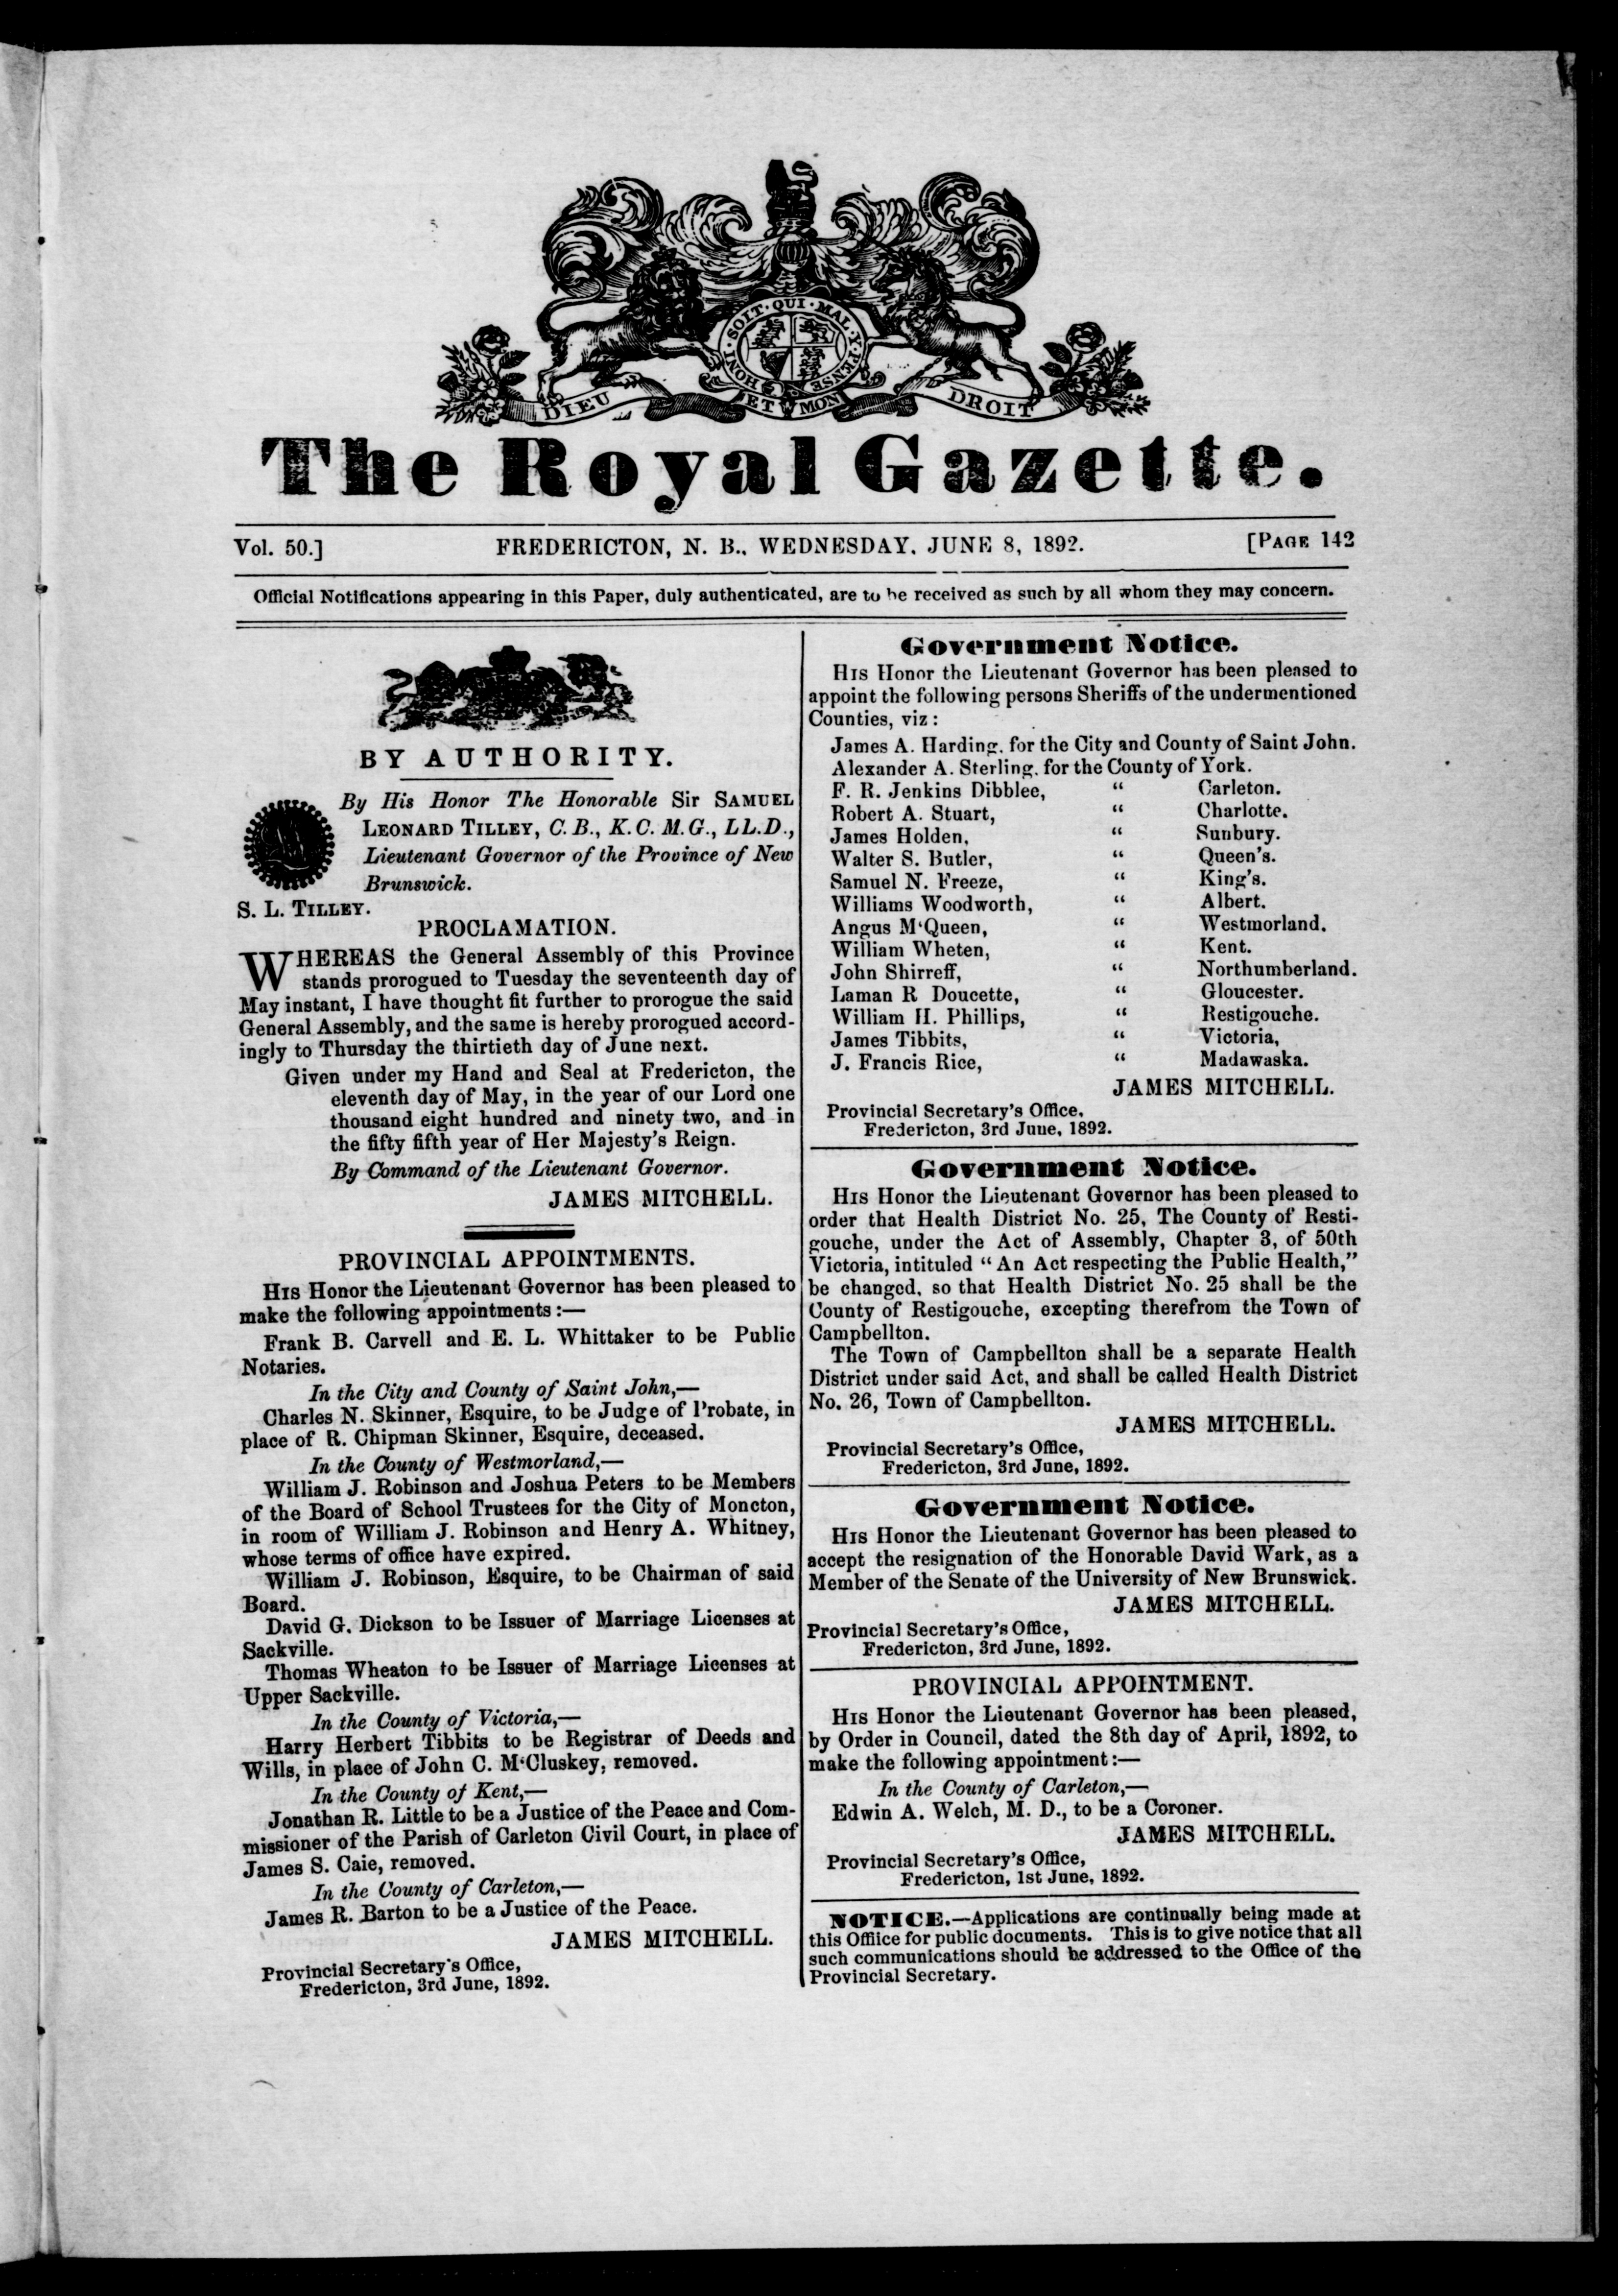 HONI · SOIT · QUI · MAL · Y · PENSE
DIEU ET MON DROIT
The Royal Gazette.
Vol. 50.] FREDERICTON, N. B., WEDNESDAY, JUNE 8, 1892. [PAGE 142
Official Notifications appearing in this Paper, duly authenticated, are to be received as such by all whom they may concern.
BY AUTHORITY.
By His Honor The Honorable Sir SAMUEL
LEONARD TILLEY, C. B., K. C. M. G., LL.D.,
Lieutenant Governor of the Province of New
Brunswick.
S. L. TILLEY.
PROCLAMATION.
WHEREAS the General Assembly of this Province
stands prorogued to Tuesday the seventeenth day of
May instant, I have thought fit further to prorogue the said
General Assembly, and the same is hereby prorogued accord-
ingly to Thursday the thirtieth day of June next.
Given under my Hand and Seal at Fredericton, the
eleventh day of May, in the year of our Lord one
thousand eight hundred and ninety two, and in
the fifty fifth year of Her Majesty's Reign.
By Command of the Lieutenant Governor.
JAMES MITCHELL.
PROVINCIAL APPOINTMENTS.
HIS Honor the Lieutenant Governor has been pleased to
make the following appointments :—
Frank B. Carvell and E. L. Whittaker to be Public
Notaries.
In the City and County of Saint John,—
Charles N. Skinner, Esquire, to be Judge of Probate, in
place of R. Chipman Skinner, Esquire, deceased.
In the County of Westmorland,—
William J. Robinson and Joshua Peters to be Members
of the Board of School Trustees for the City of Moncton,
in room of William J. Robinson and Henry A. Whitney,
whose terms of office have expired.
William J. Robinson, Esquire, to be Chairman of said
Board.
David G. Dickson to be Issuer of Marriage Licenses at
Sackville.
Thomas Wheaton to be Issuer of Marriage Licenses at
Upper Sackville.
In the County of Victoria,—
Harry Herbert Tibbits to be Registrar of Deeds and
Wills, in place of John C. M'Cluskey, removed.
In the County of Kent,—
Jonathan R. Little to be a Justice of the Peace and Com-
missioner of the Parish of Carleton Civil Court, in place of
James S. Caie, removed.
In the County of Carleton,—
James R. Barton to be a Justice of the Peace.
JAMES MITCHELL.
Provincial Secretary's Office,
Fredericton, 3rd June, 1892.
Government Notice.
HIS Honor the Lieutenant Governor has been pleased to
appoint the following persons Sheriffs of the undermentioned
Counties, viz :
James A. Harding, for the City and County of Saint John.
Alexander A. Sterling, for the County of York.
F. R. Jenkins Dibblee, " Carleton.
Robert A. Stuart, " Charlotte.
James Holden, " Sunbury.
Walter S. Butler, " Queen's.
Samuel N. Freeze, " King's.
Williams Woodworth, " Albert.
Angus M'Queen, " Westmorland.
William Wheten, " Kent.
John Shirreff, " Northumberland.
Laman R Doucette, " Gloucester.
William H. Phillips, " Restigouche.
James Tibbits, " Victoria,
J. Francis Rice, " Madawaska.
JAMES MITCHELL.
Provincial Secretary's Office,
Fredericton, 3rd June, 1892.
Government Notice.
HIS Honor the Lieutenant Governor has been pleased to
order that Health District No. 25, The County of Resti-
gouche, under the Act of Assembly, Chapter 3, of 50th
Victoria, intituled " An Act respecting the Public Health,"
be changed, so that Health District No. 25 shall be the
County of Restigouche, excepting therefrom the Town of
Campbellton.
The Town of Campbellton shall be a separate Health
District under said Act, and shall be called Health District
No. 26, Town of Campbellton.
JAMES MITCHELL.
Provincial Secretary's Office,
Fredericton, 3rd June, 1892.
Government Notice.
HIS Honor the Lieutenant Governor has been pleased to
accept the resignation of the Honorable David Wark, as a
Member of the Senate of the University of New Brunswick.
JAMES MITCHELL.
Provincial Secretary's Office,
Fredericton, 3rd June, 1892.
PROVINCIAL APPOINTMENT.
HIS Honor the Lieutenant Governor has been pleased,
by Order in Council, dated the 8th day of April, 1892, to
make the following appointment :—
In the County of Carleton,—
Edwin A. Welch, M. D., to be a Coroner.
JAMES MITCHELL.
Provincial Secretary's Office,
Fredericton, 1st June, 1892.
NOTICE.—Applications are continually being made at
this Offiice for public documents. This is to give notice that all
such communications should be addressed to the Office of the
Provincial Secretary.